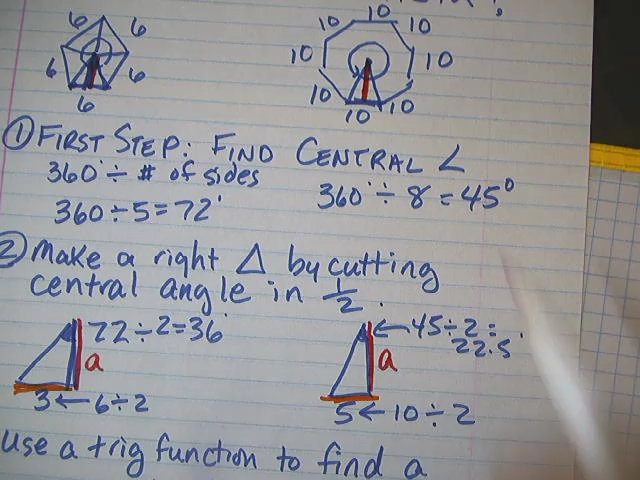 6 6 10 10 10
6 6 10 10
6 10 10 10
① FIRST STEP: FIND CENTRAL ∠
360° ÷ # of sides 360° ÷ 8 = 45°
360 ÷ 5 = 72°
② Make a right △ by cutting
central angle in 1/2.
72 ÷ 2 = 36° ← 45 ÷ 2 =
22.5°
a a
3 ← 6 ÷ 2 5 ← 10 ÷ 2
use a trig function to find a